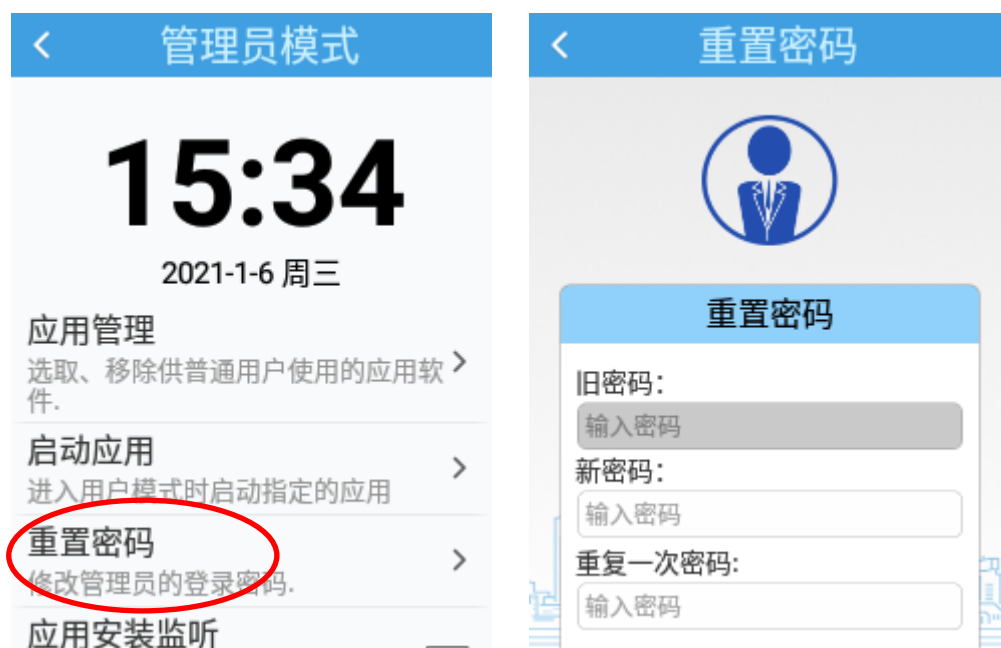 管理员模式
15:34
2021-1-6 周三
应用管理
选取、移除供普通用户使用的应用软
件.
启动应用
进入用户模式时启动指定的应用
重置密码
修改管理员的登录密码.
应用安装监听
重置密码
重置密码
旧密码：
输入密码
新密码：
输入密码
重复一次密码:
输入密码